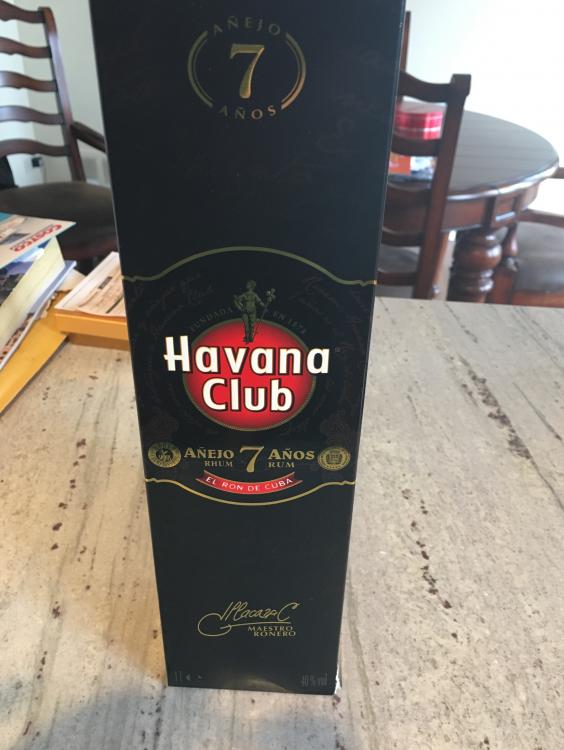 AÑEJO
7
AÑOS
FUNDADA EN 1878
Havana
Club
AÑEJO 7 AÑOS
RHUM RUM
EL RON DE CUBA
MAESTRO
RONERO
40% vol
COSTCO